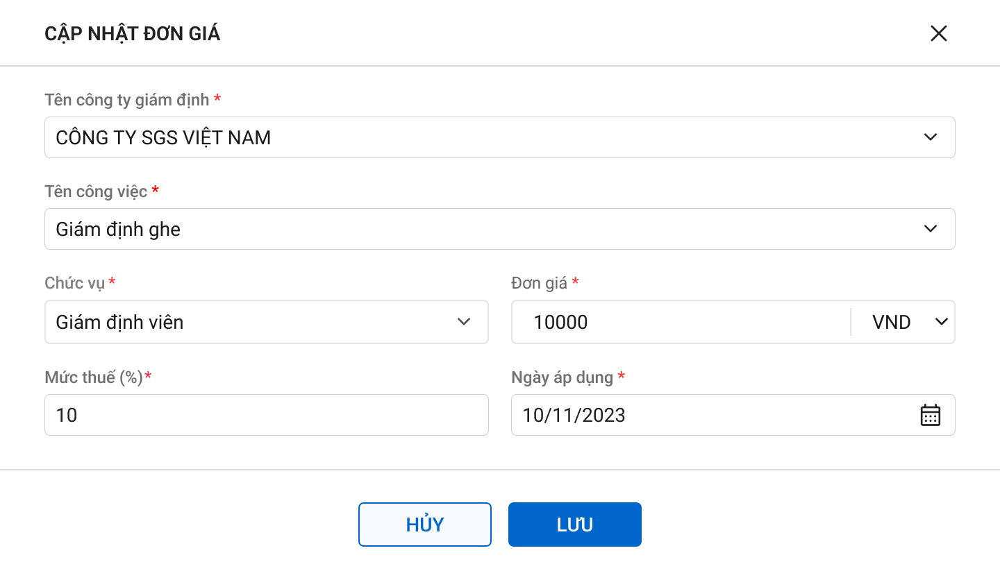 CẬP NHẬT ĐƠN GIÁ
Tên công ty giám định *
CÔNG TY SGS VIỆT NAM
Tên công việc *
Giám định ghe
Chức vụ *
Đơn giá *
Giám định viên
10000 VND
Mức thuế (%)*
Ngày áp dụng *
10
10/11/2023
HỦY
LƯU